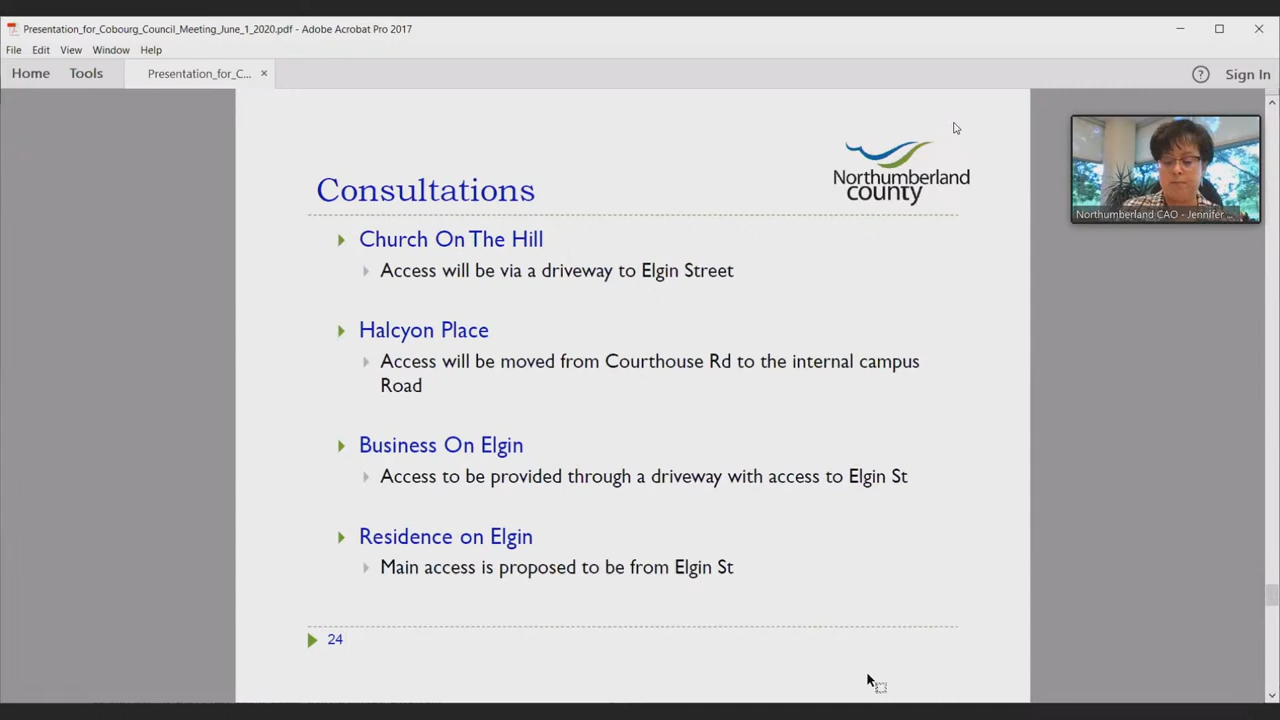 Presentation_for_Cobourg_Council_Meeting_June_1_2020.pdf - Adobe Acrobat Pro 2017
File Edit View Window Help
Home Tools Presentation_for_C... × ? Sign In
Northumberland
county
Northumberland CAO - Jennifer ...
Consultations
Church On The Hill
Access will be via a driveway to Elgin Street
Halcyon Place
Access will be moved from Courthouse Rd to the internal campus
Road
Business On Elgin
Access to be provided through a driveway with access to Elgin St
Residence on Elgin
Main access is proposed to be from Elgin St
24